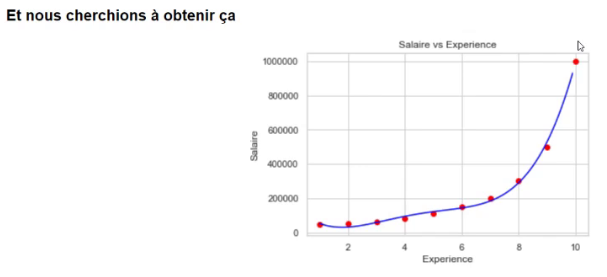 Et nous cherchions à obtenir ça
Salaire vs Experience
1000000
800000
600000
400000
200000
0
Salaire
2 4 6 8 10
Experience